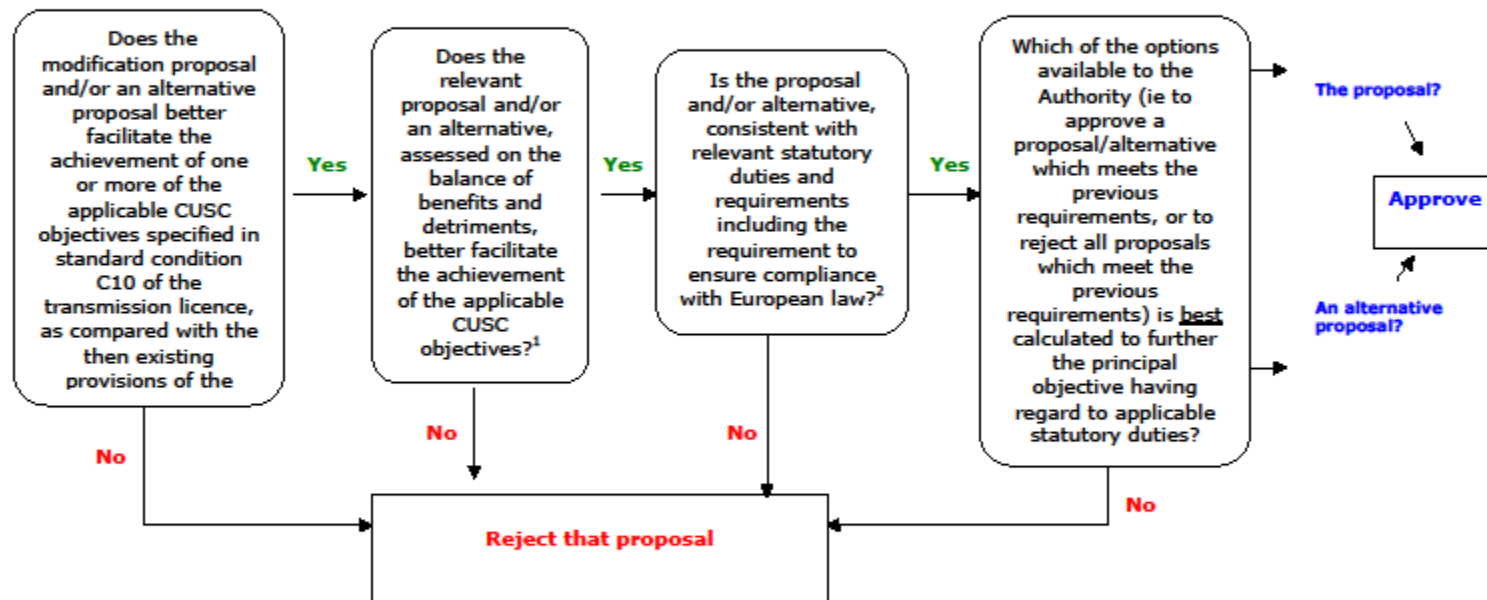 Does the
modification proposal
and/or an alternative
proposal better
facilitate the
achievement of one
or more of the
applicable CUSC
objectives specified in
standard condition
C10 of the
transmission licence,
as compared with the
then existing
provisions of the
Yes
No
Does the
relevant
proposal and/or
an alternative,
assessed on the
balance of
benefits and
detriments,
better facilitate
the achievement
of the applicable
CUSC
objectives?1
Yes
No
Is the proposal
and/or alternative,
consistent with
relevant statutory
duties and
requirements
including the
requirement to
ensure compliance
with European law?2
Yes
No
Which of the options
available to the
Authority (ie to
approve a
proposal/alternative
which meets the
previous
requirements, or to
reject all proposals
which meet the
previous
requirements) is best
calculated to further
the principal
objective having
regard to applicable
statutory duties?
No
The proposal?
Approve
An alternative
proposal?
Reject that proposal